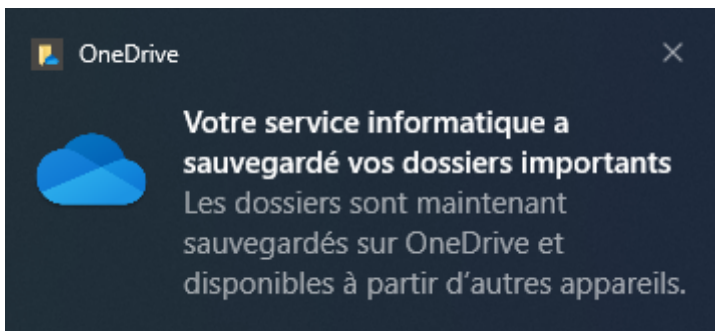 OneDrive
Votre service informatique a
sauvegardé vos dossiers importants
Les dossiers sont maintenant
sauvegardés sur OneDrive et
disponibles à partir d’autres appareils.